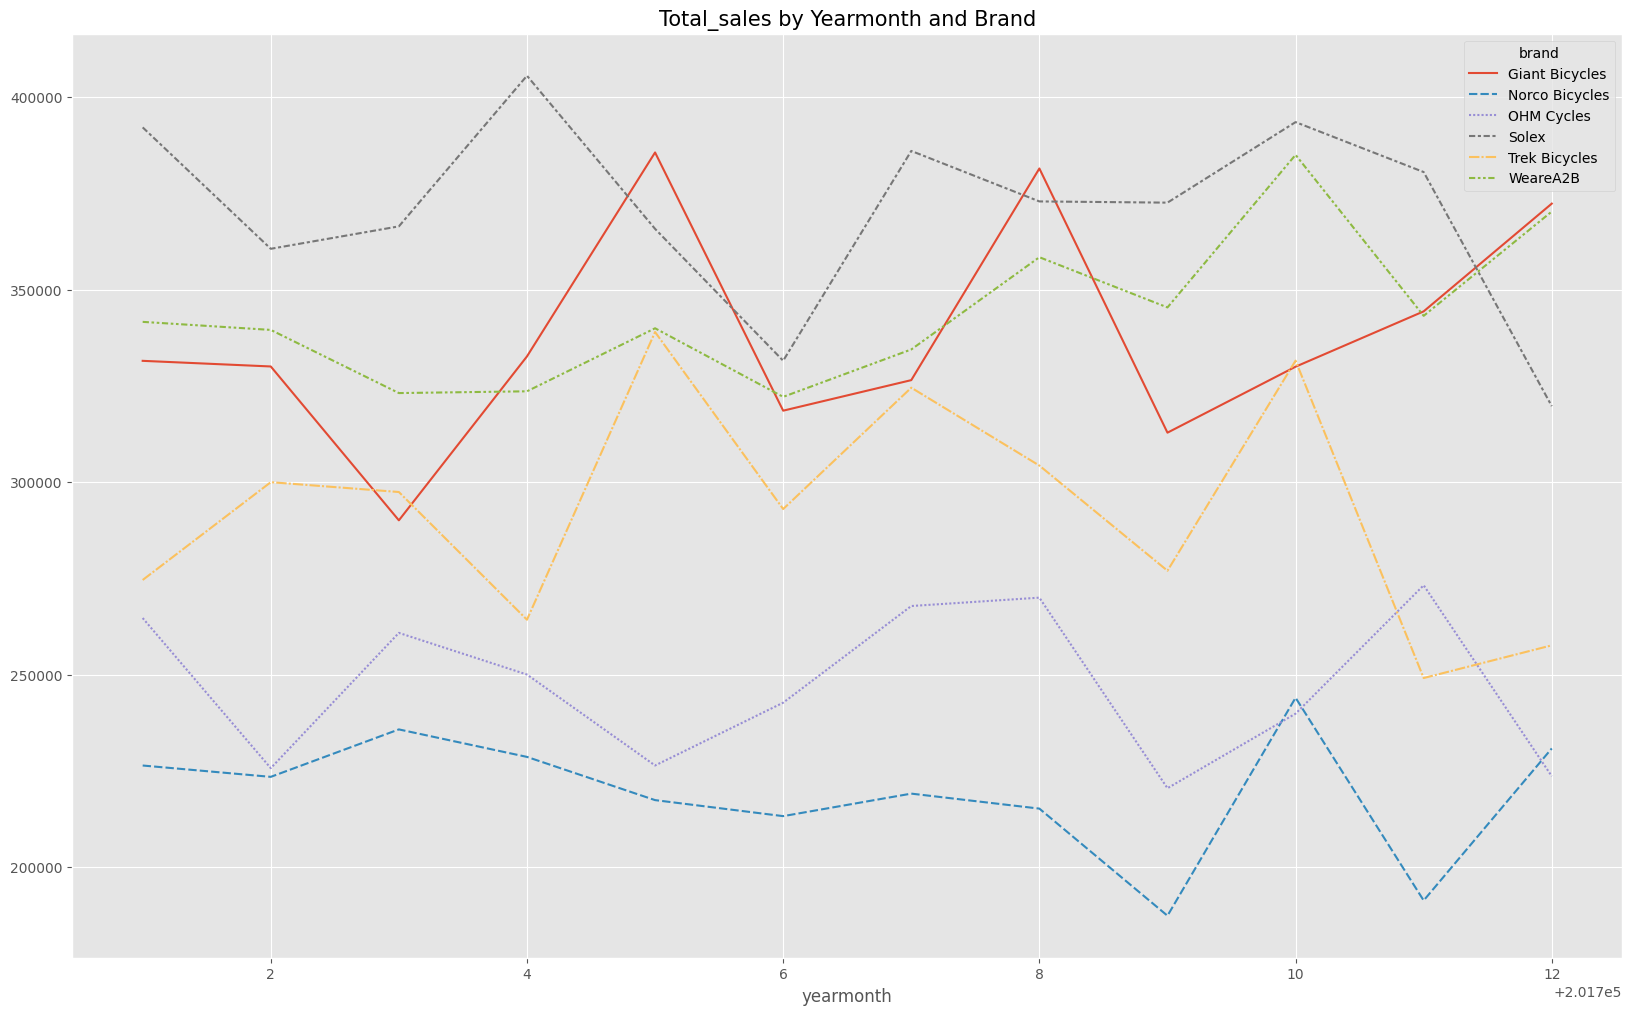 Total_sales by Yearmonth and Brand
brand
Giant Bicycles
Norco Bicycles
OHM Cycles
Solex
Trek Bicycles
WeareA2B
400000
350000
300000
250000
200000
2 4 6 8 10 12
+2.017e5
yearmonth